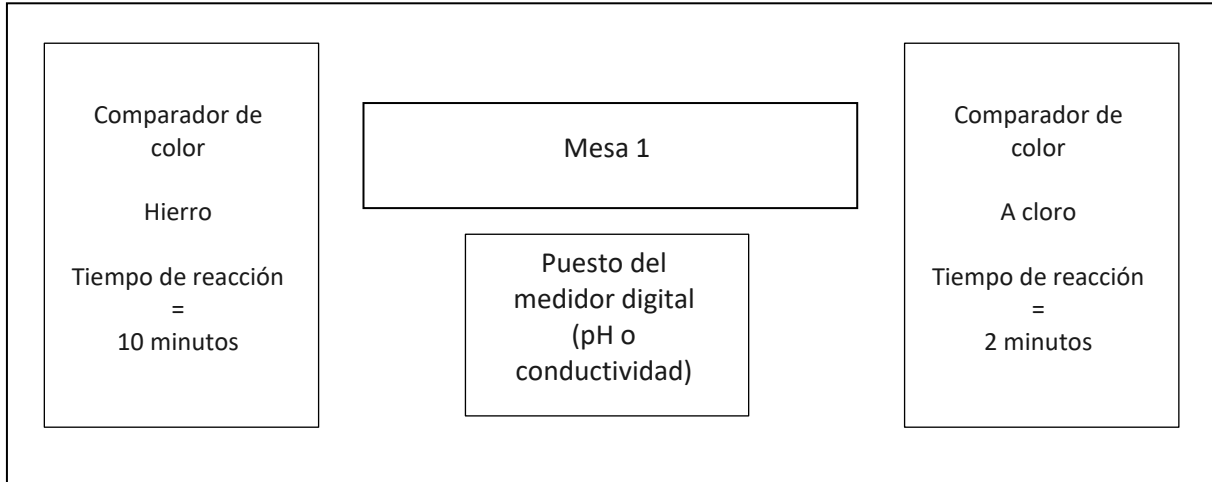 Comparador de
color
Hierro
Tiempo de reacción
=
10 minutos
Mesa 1
Puesto del
medidor digital
(pH o
conductividad)
Comparador de
color
A cloro
Tiempo de reacción
=
2 minutos